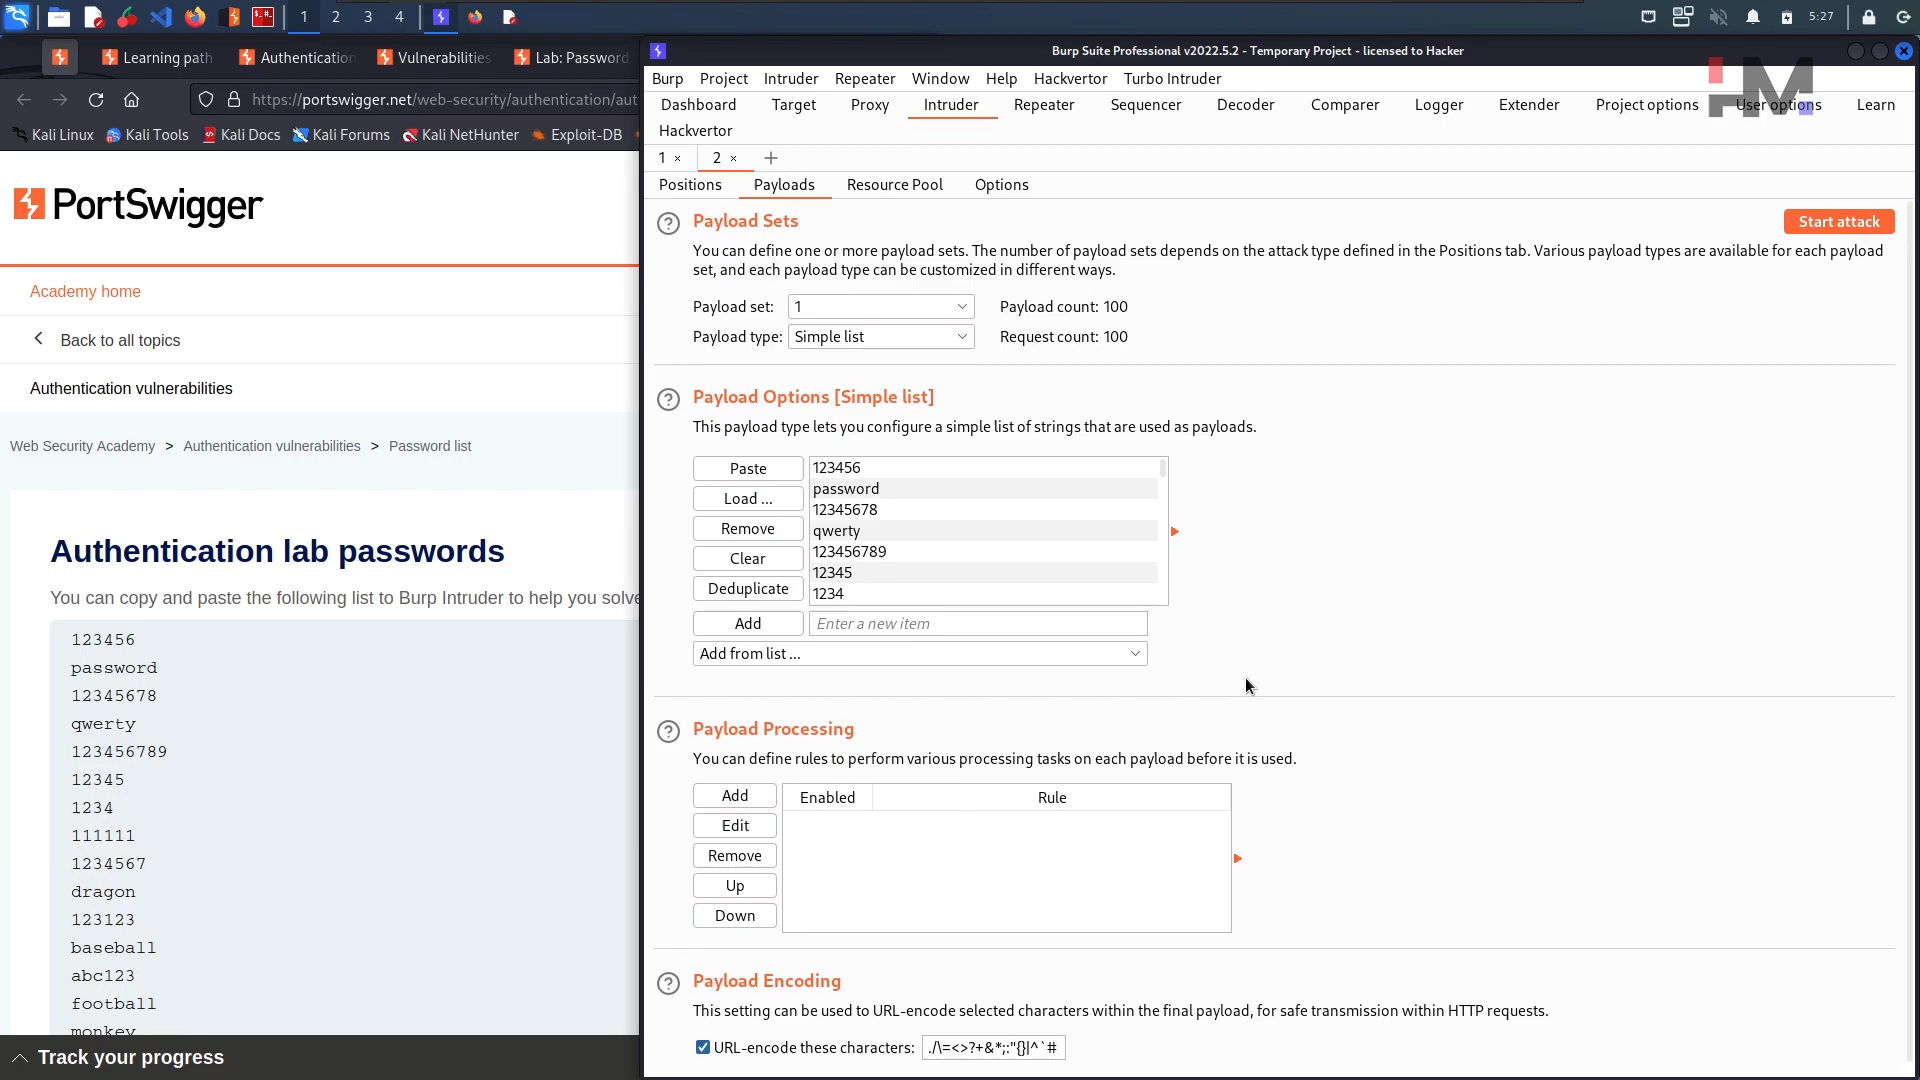 1 2 3 4
5:27
Learning path
Authentication
Vulnerabilities
Lab: Password
https://portswigger.net/web-security/authentication/aut
Kali Linux
Kali Tools
Kali Docs
Kali Forums
Kali NetHunter
Exploit-DB
PortSwigger
Academy home
Back to all topics
Authentication vulnerabilities
Web Security Academy > Authentication vulnerabilities > Password list
Authentication lab passwords
You can copy and paste the following list to Burp Intruder to help you solve
123456
password
12345678
qwerty
123456789
12345
1234
111111
1234567
dragon
123123
baseball
abc123
football
monkey
Track your progress
Burp Suite Professional v2022.5.2 - Temporary Project - licensed to Hacker
Burp Project Intruder Repeater Window Help Hackvertor Turbo Intruder
HM
Dashboard Target Proxy Intruder Repeater Sequencer Decoder Comparer Logger Extender Project options User options Learn
Hackvertor
1 × 2 × +
Positions Payloads Resource Pool Options
? Payload Sets
Start attack
You can define one or more payload sets. The number of payload sets depends on the attack type defined in the Positions tab. Various payload types are available for each payload
set, and each payload type can be customized in different ways.
Payload set: 1 Payload count: 100
Payload type: Simple list Request count: 100
? Payload Options [Simple list]
This payload type lets you configure a simple list of strings that are used as payloads.
Paste
Load ...
Remove
Clear
Deduplicate
123456
password
12345678
qwerty
123456789
12345
1234
Add Enter a new item
Add from list ...
? Payload Processing
You can define rules to perform various processing tasks on each payload before it is used.
Add
Edit
Remove
Up
Down
Enabled Rule
? Payload Encoding
This setting can be used to URL-encode selected characters within the final payload, for safe transmission within HTTP requests.
URL-encode these characters: ./\=<>?+&*;:"{}|^`#